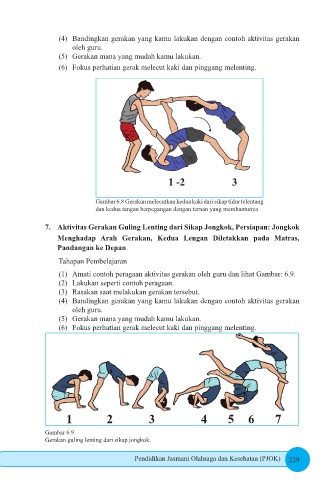 (4) Bandingkan gerakan yang kamu lakukan dengan contoh aktivitas gerakan
oleh guru.
(5) Gerakan mana yang mudah kamu lakukan.
(6) Fokus perhatian gerak melecut kaki dan pinggang melenting.
1 -2 3
Gambar 6.8 Gerakan melecutkan kedua kaki dari sikap tidur telentang
dan kedua tangan berpegangan dengan teman yang membantunya
7. Aktivitas Gerakan Guling Lenting dari Sikap Jongkok, Persiapan: Jongkok
Menghadap Arah Gerakan, Kedua Lengan Diletakkan pada Matras,
Pandangan ke Depan
Tahapan Pembelajaran
(1) Amati contoh peragaan aktivitas gerakan oleh guru dan lihat Gambar: 6.9.
(2) Lakukan seperti contoh peragaan.
(3) Rasakan saat melakukan gerakan tersebut.
(4) Bandingkan gerakan yang kamu lakukan dengan contoh aktivitas gerakan
oleh guru.
(5) Gerakan mana yang mudah kamu lakukan.
(6) Fokus perhatian gerak melecut kaki dan pinggang melenting.
1 2 3 4 5 6 7
Gambar 6.9
Gerakan guling lenting dari sikap jongkok.
Pendidikan Jasmani Olahraga dan Kesehatan (PJOK) 229